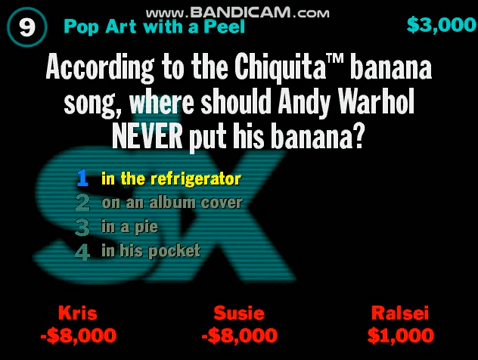 www.BANDICAM.com
9 Pop Art with a Peel $3,000
According to the Chiquita™ banana
song, where should Andy Warhol
NEVER put his banana?
1 in the refrigerator
2 on an album cover
3 in a pie
4 in his pocket
Kris Susie Ralsei
-$8,000 -$8,000 $1,000